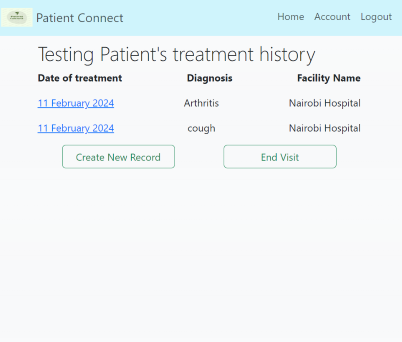 Patient Connect Home Account Logout
Testing Patient's treatment history
Date of treatment Diagnosis Facility Name
11 February 2024 Arthritis Nairobi Hospital
11 February 2024 cough Nairobi Hospital
Create New Record End Visit